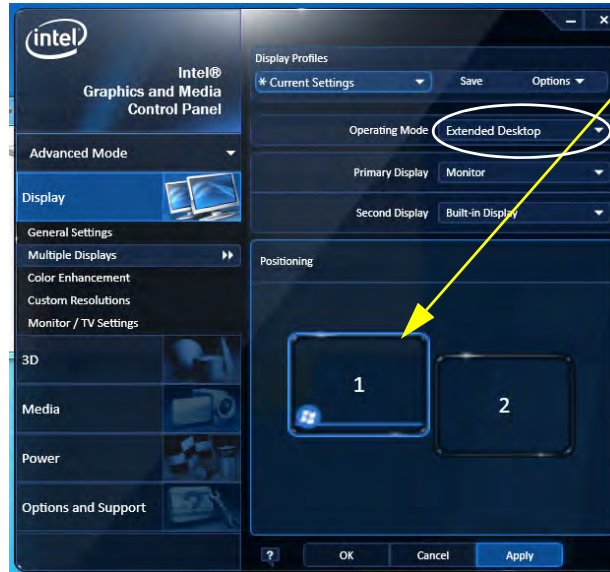 intel
Intel®
Graphics and Media
Control Panel
Advanced Mode
Display
General Settings
Multiple Displays
Color Enhancement
Custom Resolutions
Monitor / TV Settings
3D
Media
Power
Options and Support
Display Profiles
* Current Settings Save Options
Operating Mode Extended Desktop
Primary Display Monitor
Second Display Built-in Display
Positioning
1
2
? OK Cancel Apply